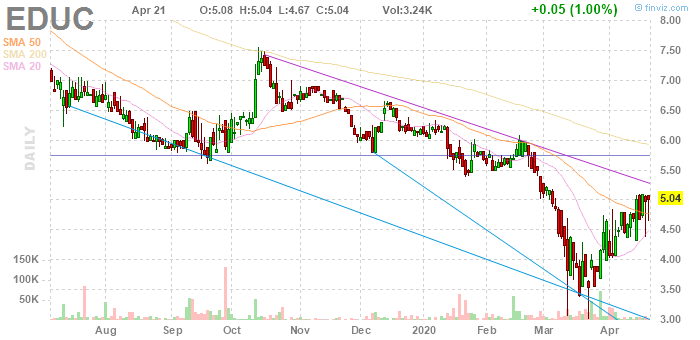 EDUC Apr 21 O:5.08 H:5.04 L:4.67 C:5.04 Vol:3.24K +0.05 (1.00%) © finviz.com
SMA 50
SMA 200
SMA 20
DAILY
8.00
7.50
7.00
6.50
6.00
5.50
5.04
4.50
4.00
3.50
3.00
150K
100K
50K
Aug Sep Oct Nov Dec 2020 Feb Mar Apr